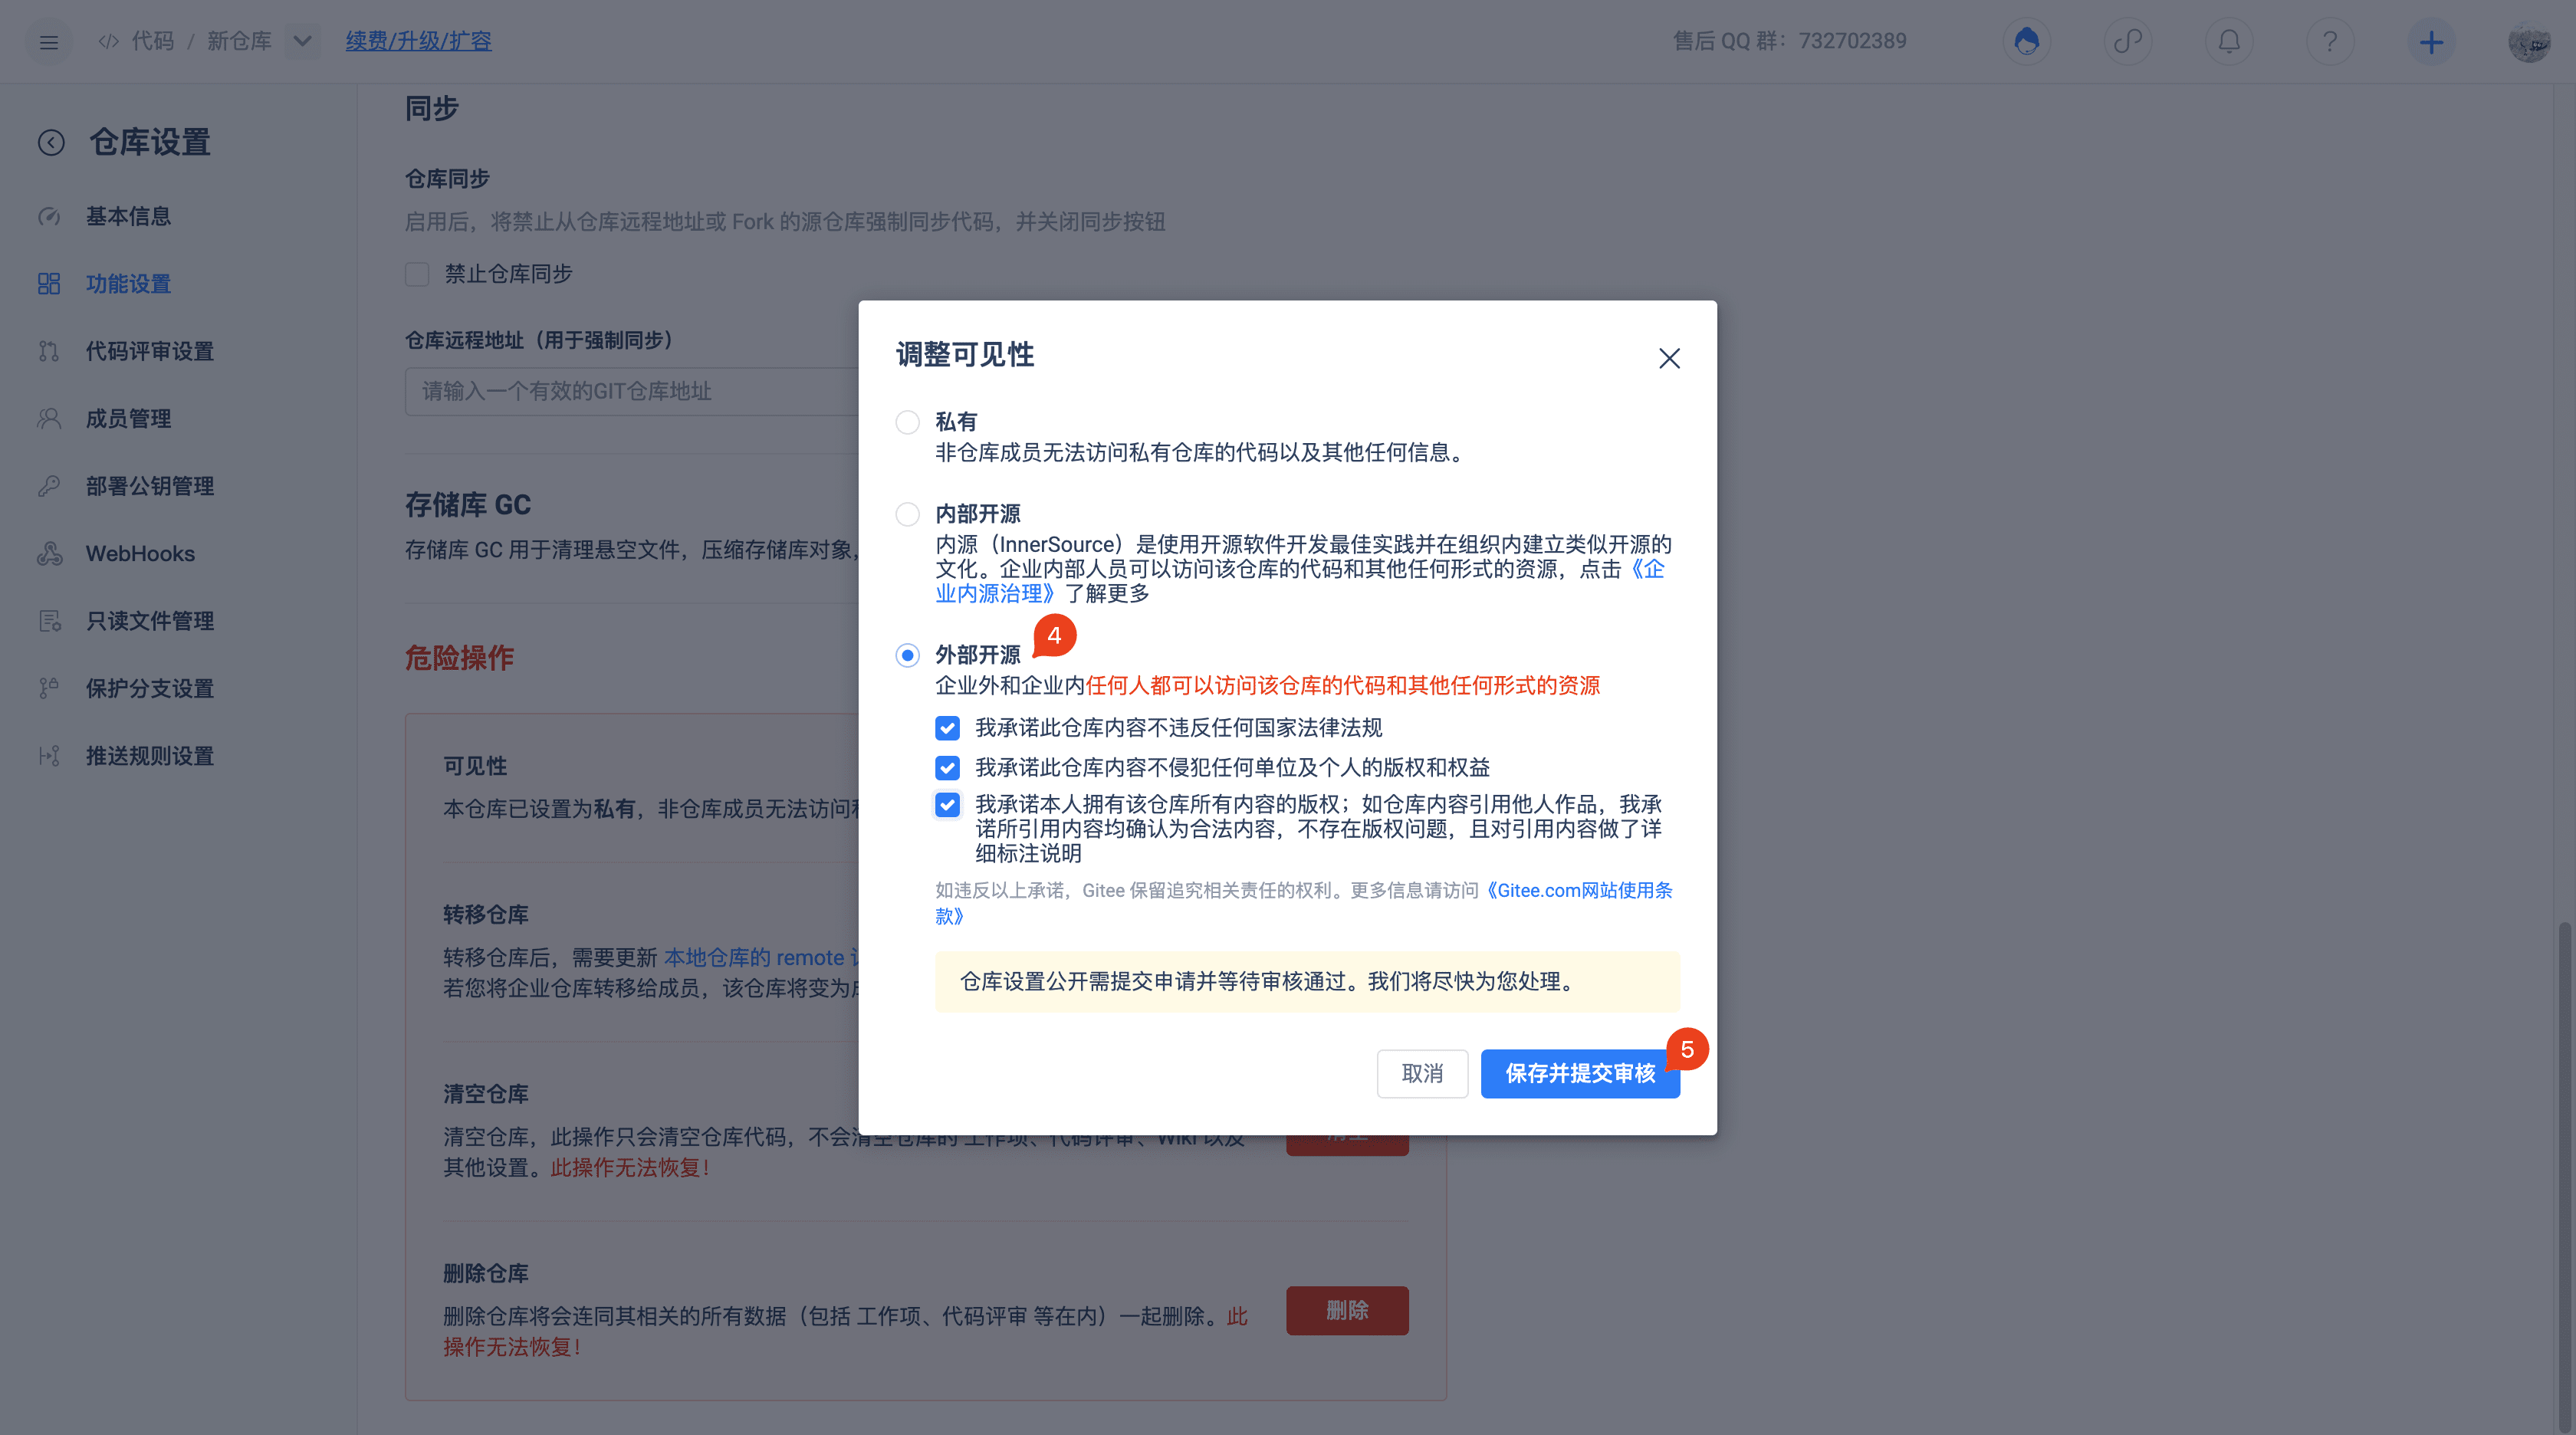 代码 / 新仓库
续费/升级/扩容
售后 QQ 群：732702389
仓库设置
基本信息
功能设置
代码评审设置
成员管理
部署公钥管理
WebHooks
只读文件管理
保护分支设置
推送规则设置
同步
仓库同步
启用后，将禁止从仓库远程地址或 Fork 的源仓库强制同步代码，并关闭同步按钮
禁止仓库同步
仓库远程地址（用于强制同步）
请输入一个有效的GIT仓库地址
存储库 GC
存储库 GC 用于清理悬空文件，压缩存储库对象，
危险操作
可见性
本仓库已设置为私有，非仓库成员无法访问
转移仓库
转移仓库后，需要更新 本地仓库的 remote
若您将企业仓库转移给成员，该仓库将变为
清空仓库
清空仓库，此操作只会清空仓库代码，不会清空仓库的 工作项、代码评审、Wiki 以及
其他设置。此操作无法恢复！
清空
删除仓库
删除仓库将会连同其相关的所有数据（包括 工作项、代码评审 等在内）一起删除。此
操作无法恢复！
删除
调整可见性
私有
非仓库成员无法访问私有仓库的代码以及其他任何信息。
内部开源
内源（InnerSource）是使用开源软件开发最佳实践并在组织内建立类似开源的
文化。企业内部人员可以访问该仓库的代码和其他任何形式的资源，点击《企
业内源治理》了解更多
4
外部开源
企业外和企业内任何人都可以访问该仓库的代码和其他任何形式的资源
我承诺此仓库内容不违反任何国家法律法规
我承诺此仓库内容不侵犯任何单位及个人的版权和权益
我承诺本人拥有该仓库所有内容的版权；如仓库内容引用他人作品，我承
诺所引用内容均确认为合法内容，不存在版权问题，且对引用内容做了详
细标注说明
如违反以上承诺，Gitee 保留追究相关责任的权利。更多信息请访问《Gitee.com网站使用条
款》
仓库设置公开需提交申请并等待审核通过。我们将尽快为您处理。
5
取消
保存并提交审核